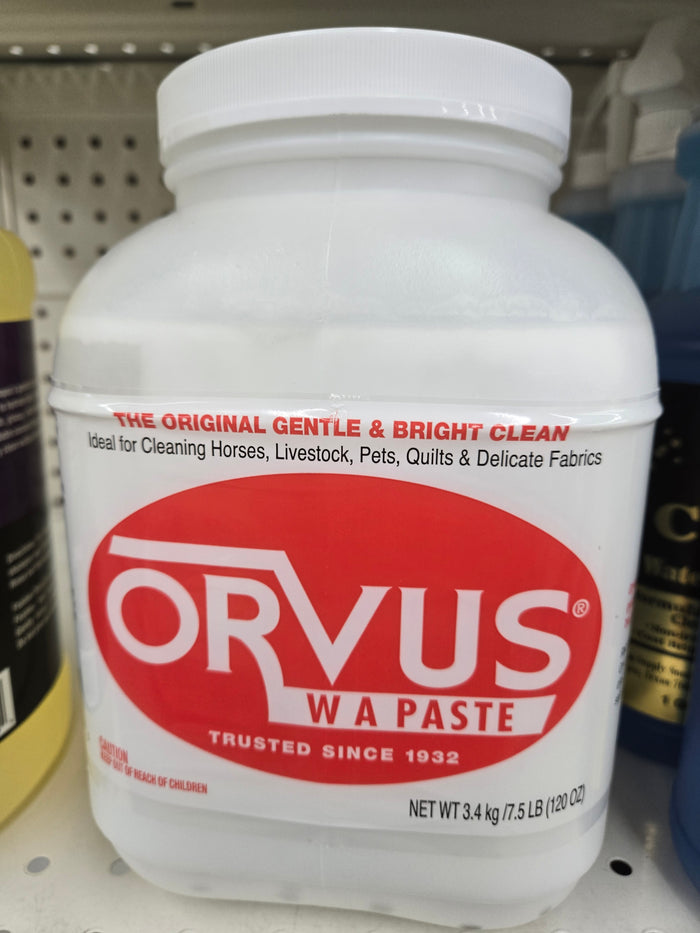 THE ORIGINAL GENTLE & BRIGHT CLEAN
Ideal for Cleaning Horses, Livestock, Pets, Quilts & Delicate Fabrics
ORVUS®
WA PASTE
TRUSTED SINCE 1932
CAUTION
KEEP OUT OF REACH OF CHILDREN
NET WT 3.4 kg /7.5 LB (120 OZ)